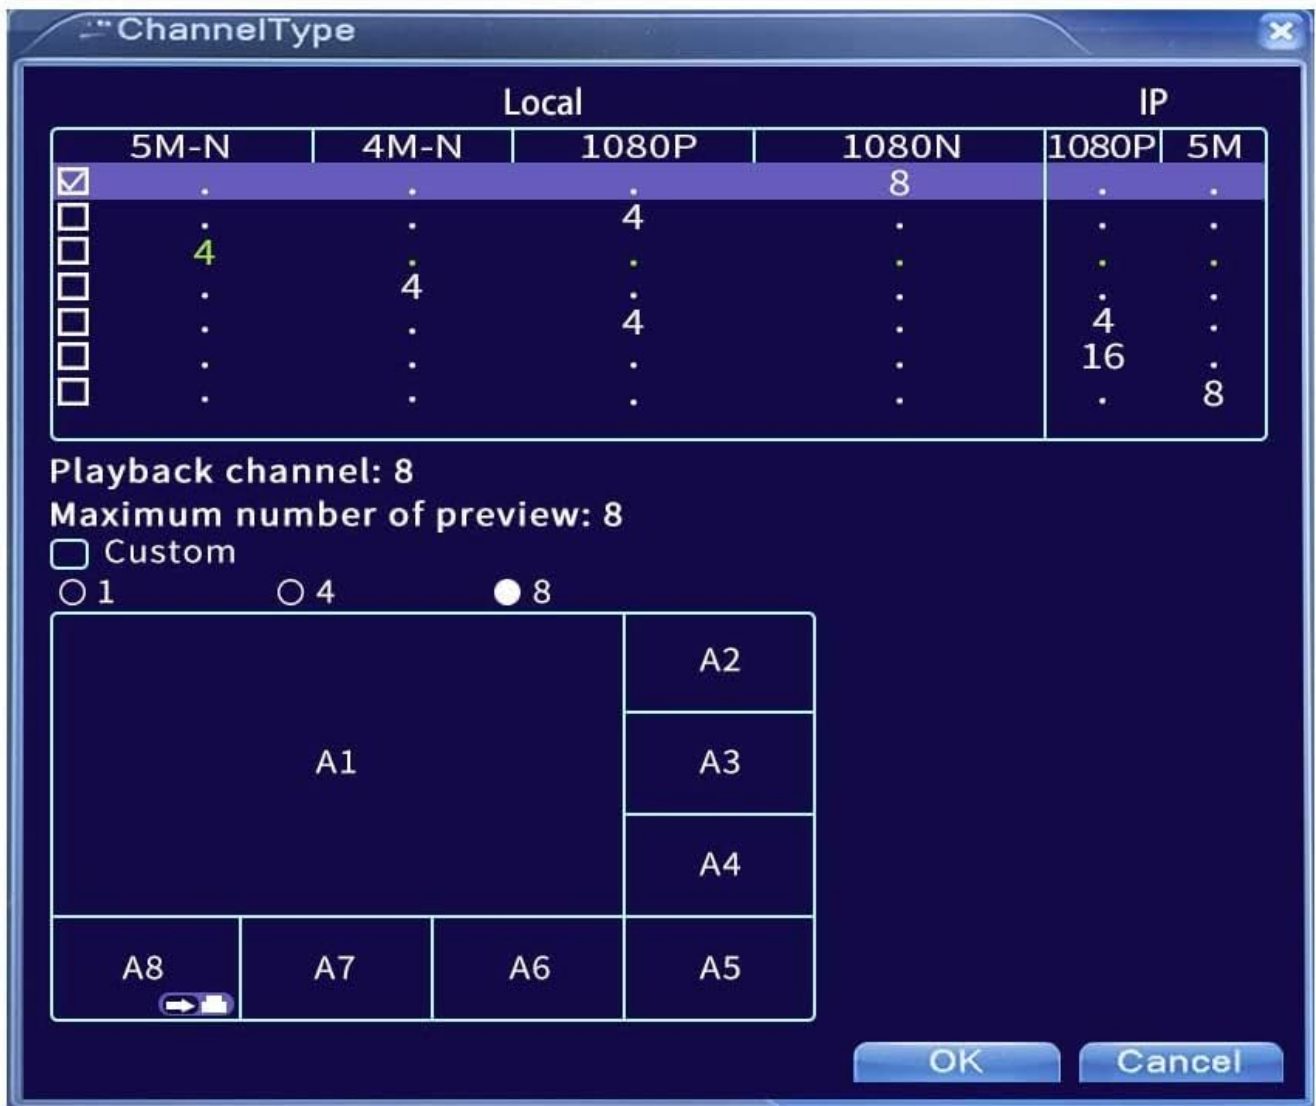 ChannelType
Local IP
5M-N 4M-N 1080P 1080N 1080P 5M
. . . 8 . .
. . 4 . . .
4 . . . . .
. 4 . . . .
. . 4 . 4 .
. . . . 16 .
. . . . . 8
Playback channel: 8
Maximum number of preview: 8
Custom
1 4 8
A2
A1 A3
A4
A8 A7 A6 A5
OK Cancel